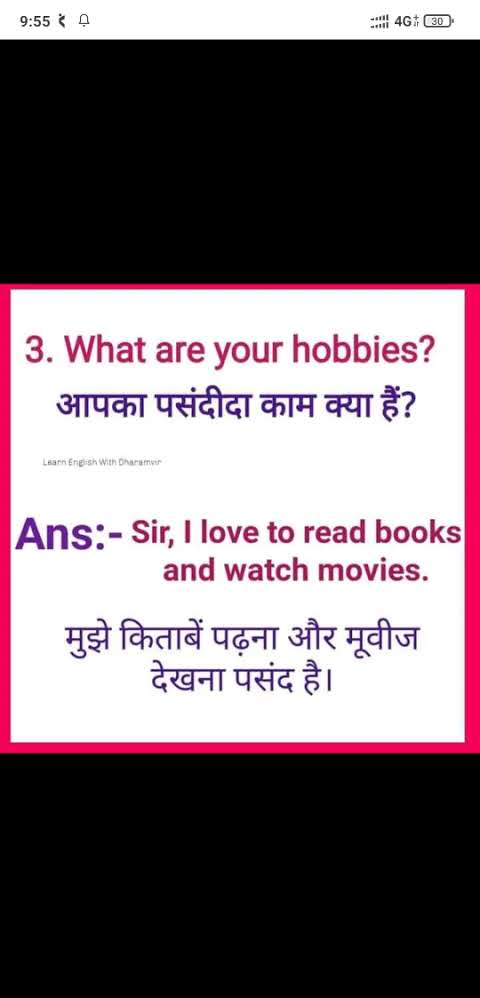 9:55
4G 30
3. What are your hobbies?
आपका पसंदीदा काम क्या हैं?
Learn English With Dharamvir
Ans:- Sir, I love to read books
and watch movies.
मुझे किताबें पढ़ना और मूवीज
देखना पसंद है।